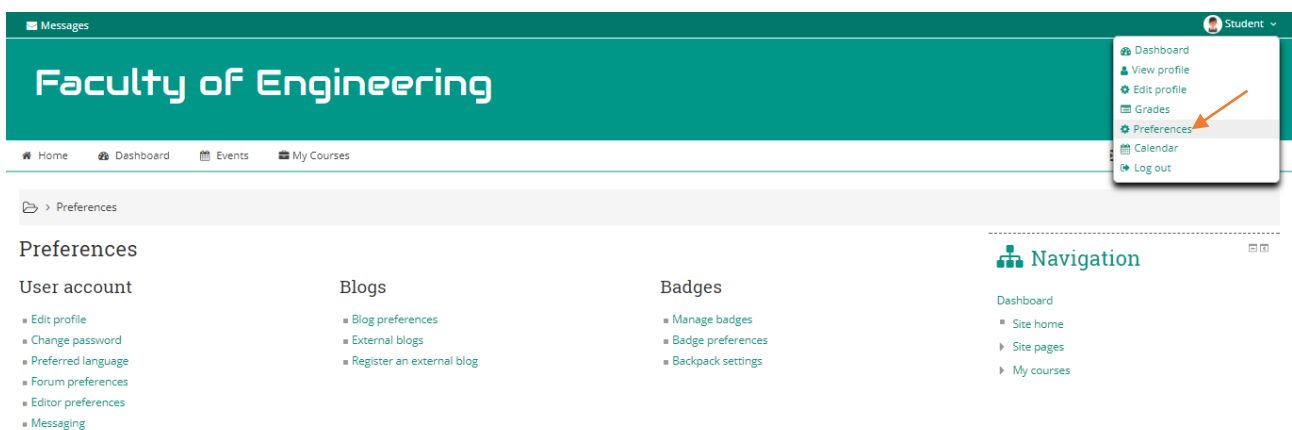 Messages
Student
Dashboard
View profile
Edit profile
Grades
Preferences
Calendar
Log out
Faculty of Engineering
Home Dashboard Events My Courses
> Preferences
Preferences
User account
Edit profile
Change password
Preferred language
Forum preferences
Editor preferences
Messaging
Blogs
Blog preferences
External blogs
Register an external blog
Badges
Manage badges
Badge preferences
Backpack settings
Navigation
Dashboard
Site home
Site pages
My courses